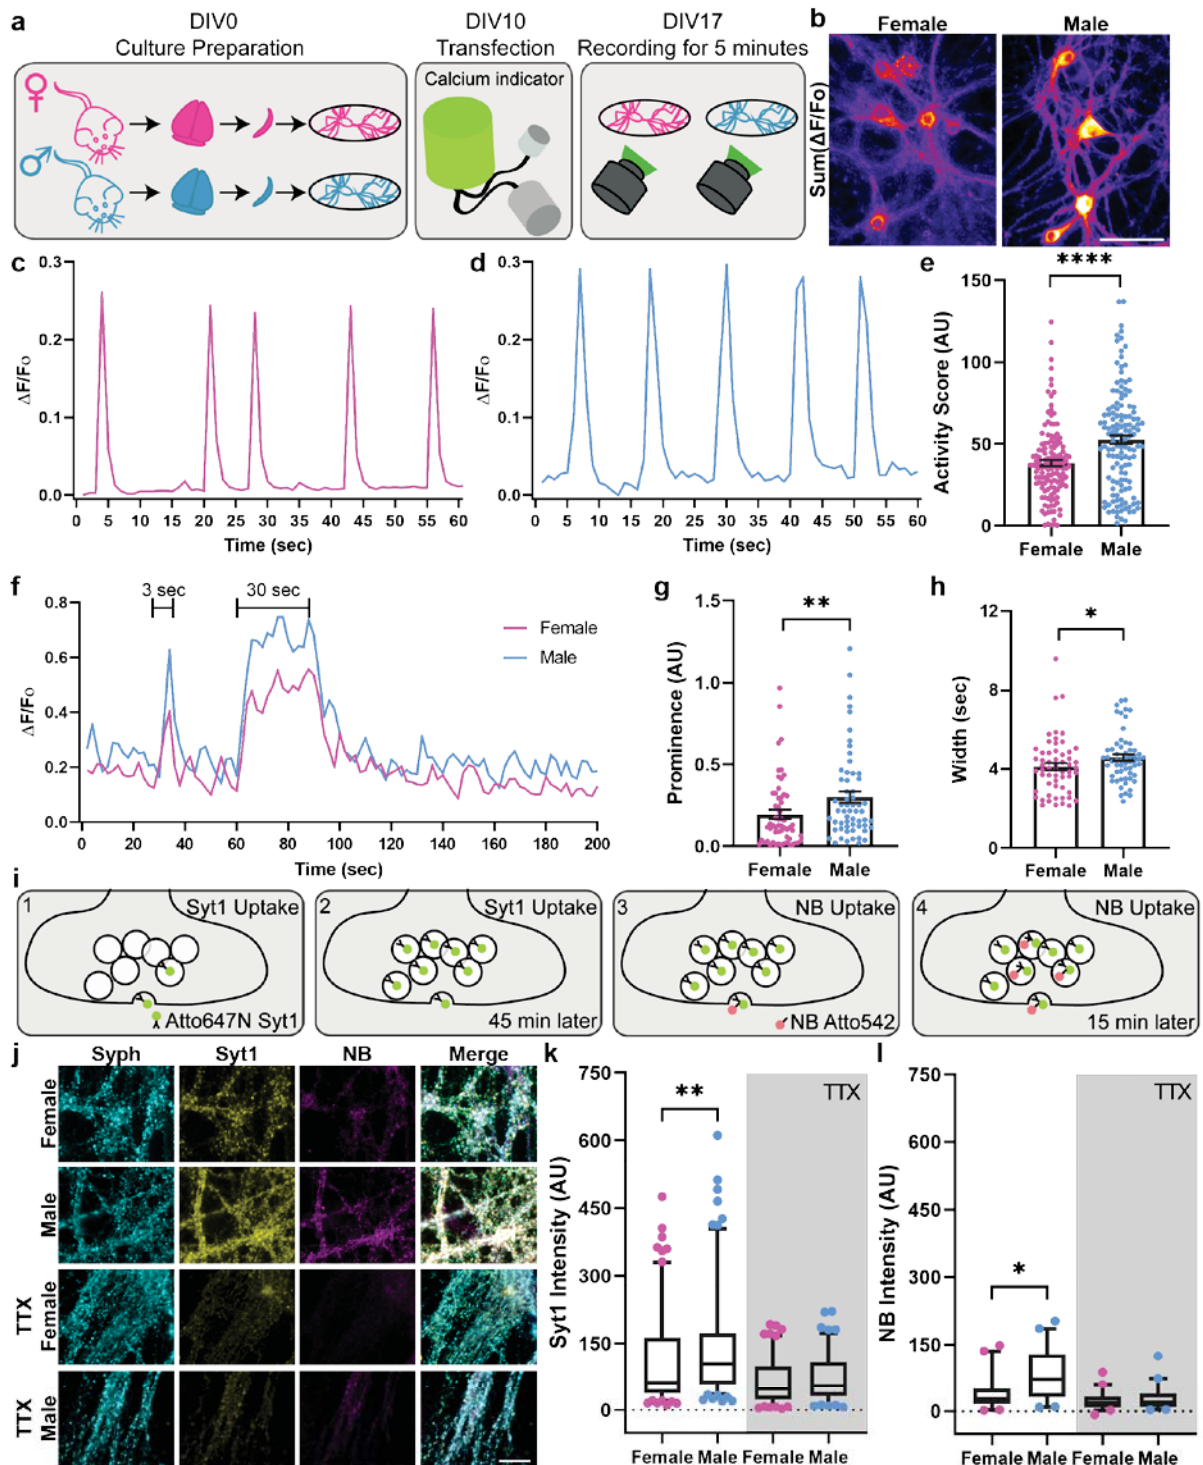 a
DIV0
Culture Preparation
DIV10
Transfection
DIV17
Recording for 5 minutes
Calcium indicator
b
Female
Male
Sum(ΔF/Fo)
c
0.3
0.2
0.1
0.0
ΔF/Fo
0 5 10 15 20 25 30 35 40 45 50 55 60
Time (sec)
d
0.3
0.2
0.1
0.0
ΔF/Fo
0 5 10 15 20 25 30 35 40 45 50 55 60
Time (sec)
e
****
150
100
50
0
Activity Score (AU)
Female Male
f
3 sec
30 sec
0.8
0.6
0.4
0.2
0.0
ΔF/Fo
Female
Male
0 20 40 60 80 100 120 140 160 180 200
Time (sec)
g
**
1.5
1.0
0.5
0.0
Prominence (AU)
Female Male
h
*
12
8
4
0
Width (sec)
Female Male
i
1
Syt1 Uptake
Atto647N Syt1
2
Syt1 Uptake
45 min later
3
NB Uptake
NB Atto542
4
NB Uptake
15 min later
j
Syph Syt1 NB Merge
Female
Male
TTX
Female
TTX
Male
k
750
600
450
300
150
0
Syt1 Intensity (AU)
**
TTX
Female Male Female Male
l
750
600
450
300
150
0
NB Intensity (AU)
*
TTX
Female Male Female Male